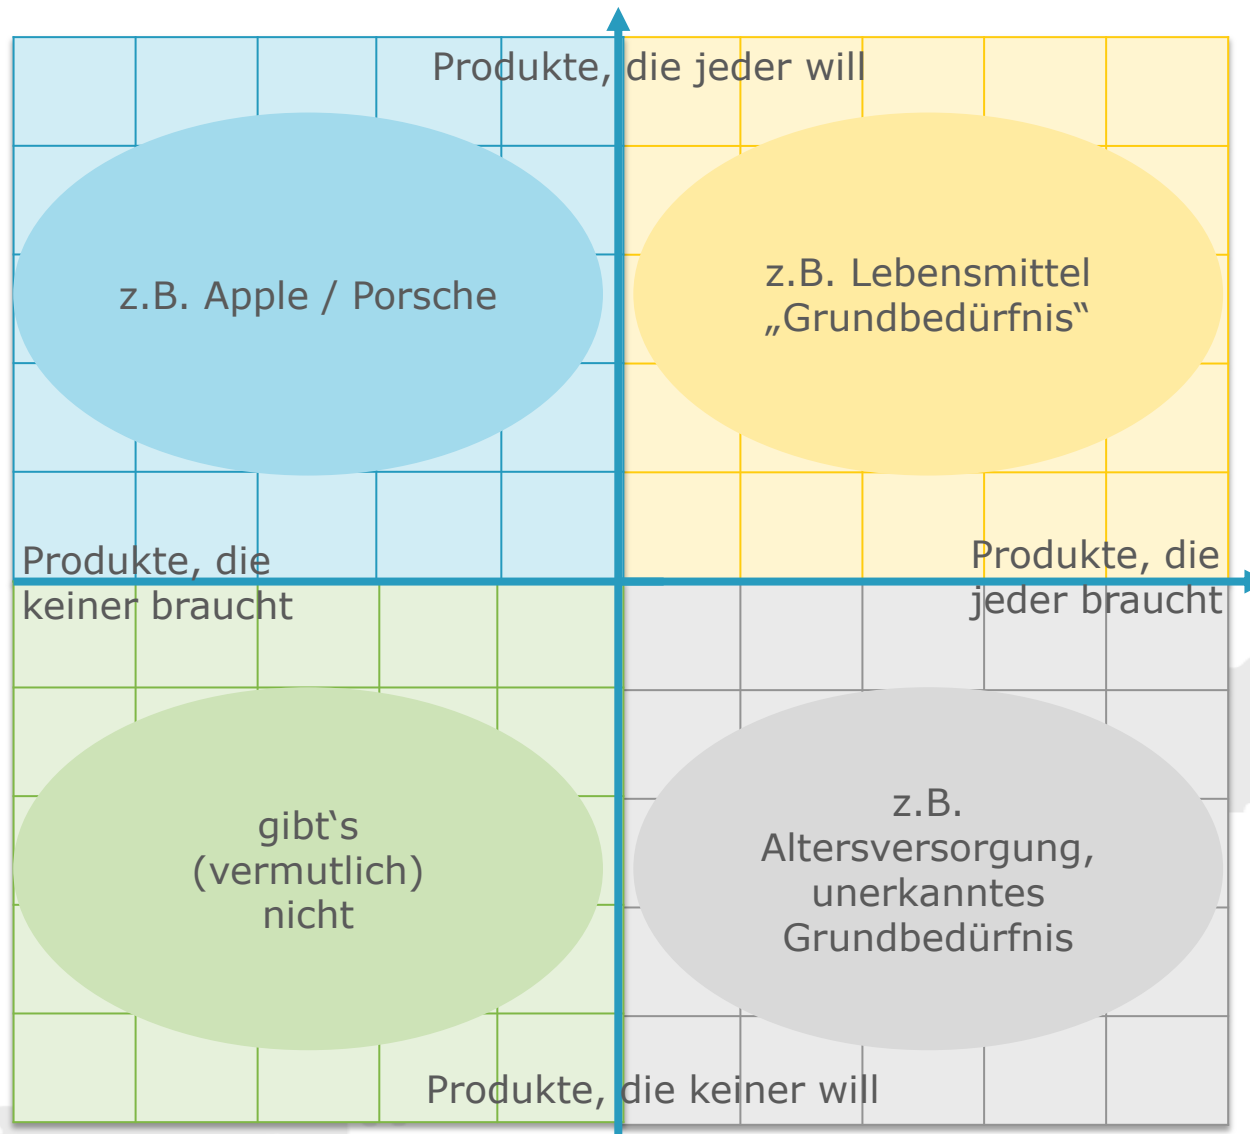 Produkte, die jeder will
z.B. Apple / Porsche
z.B. Lebensmittel
„Grundbedürfnis“
Produkte, die
keiner braucht
Produkte, die
jeder braucht
gibt‘s
(vermutlich)
nicht
z.B.
Altersversorgung,
unerkanntes
Grundbedürfnis
Produkte, die keiner will